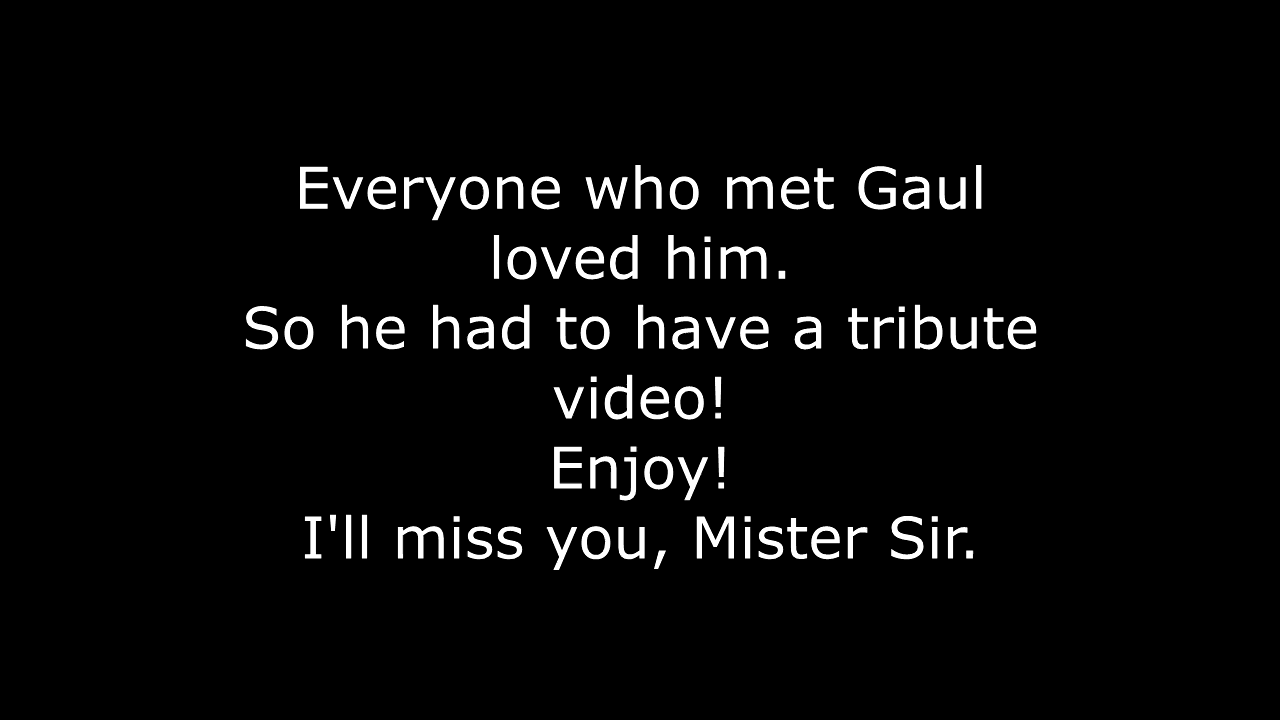 Everyone who met Gaul
loved him.
So he had to have a tribute
video!
Enjoy!
I'll miss you, Mister Sir.